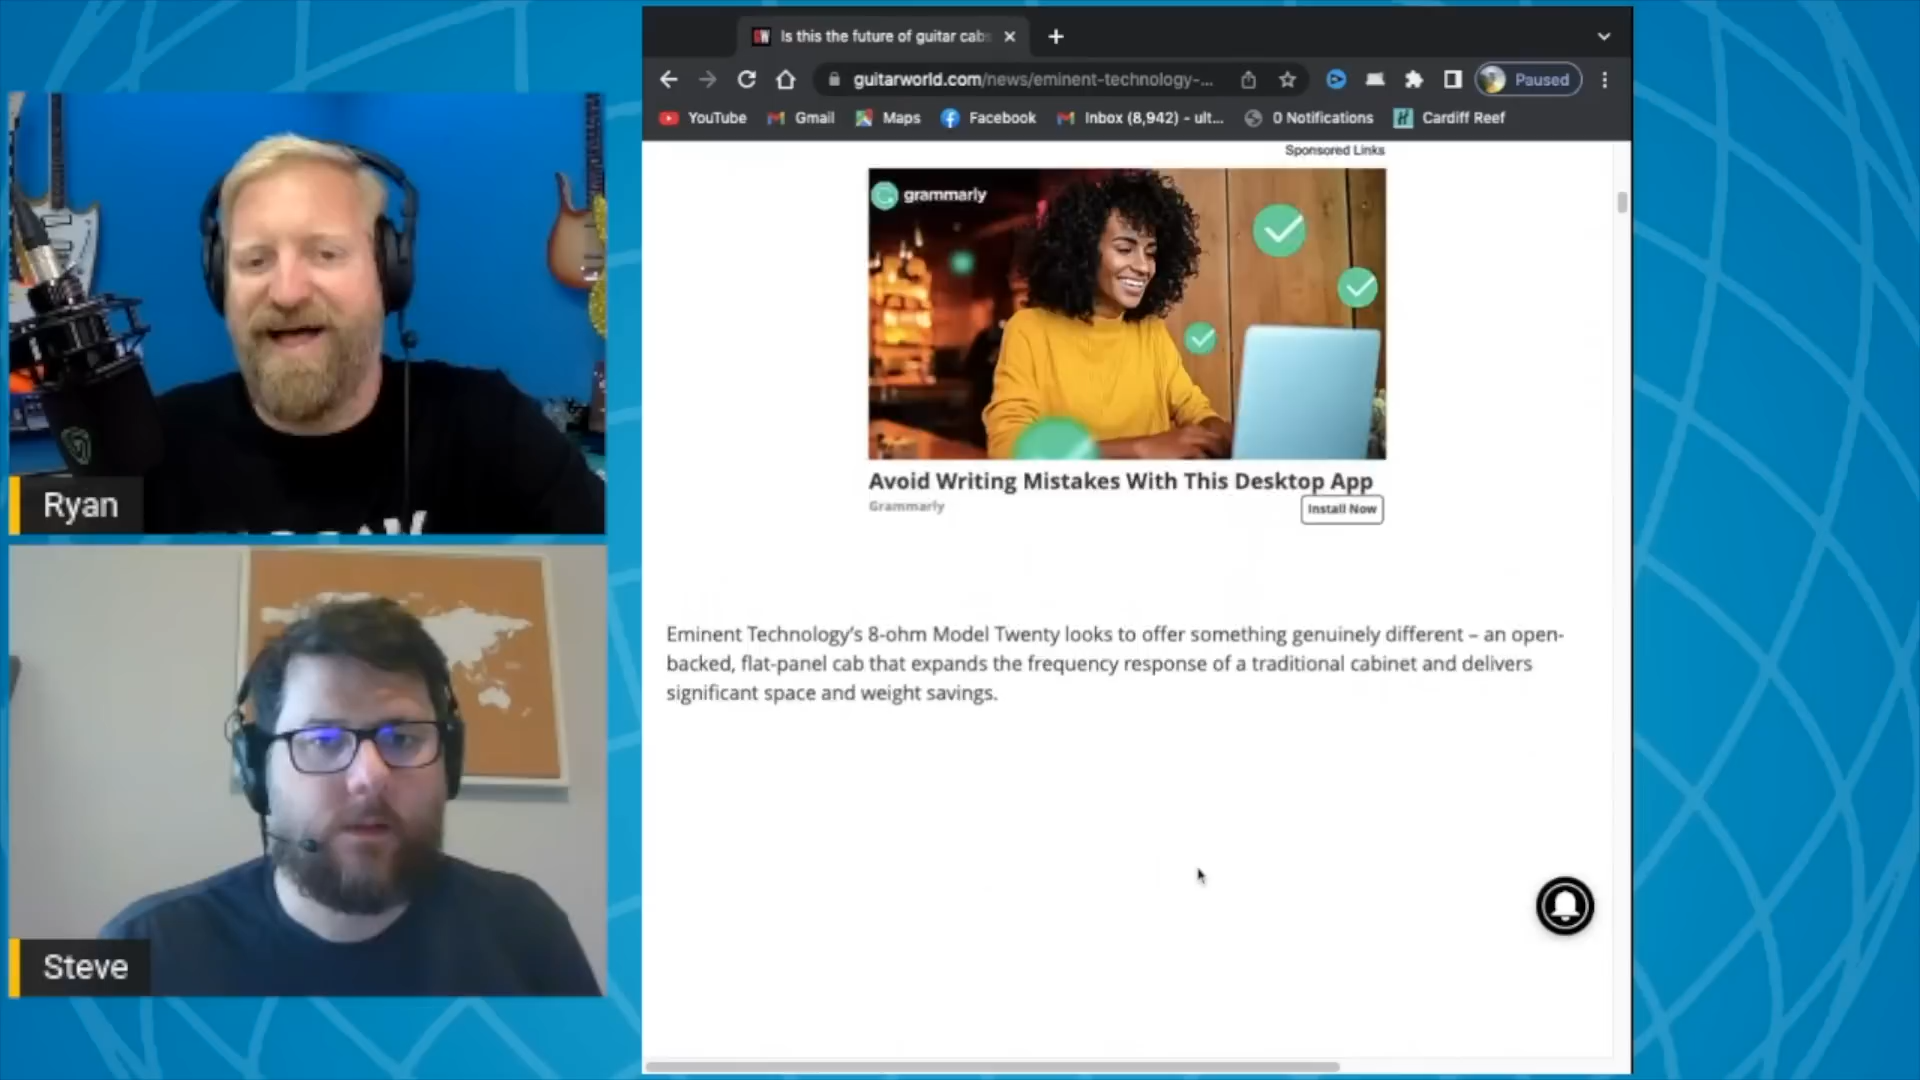 Is this the future of guitar cabs
guitarworld.com/news/eminent-technology-...
Paused
YouTube
Gmail
Maps
Facebook
Inbox (8,942) - ult...
0 Notifications
Cardiff Reef
Sponsored Links
grammarly
Avoid Writing Mistakes With This Desktop App
Grammarly
Install Now
Eminent Technology's 8-ohm Model Twenty looks to offer something genuinely different – an open-
backed, flat-panel cab that expands the frequency response of a traditional cabinet and delivers
significant space and weight savings.
Ryan
Steve